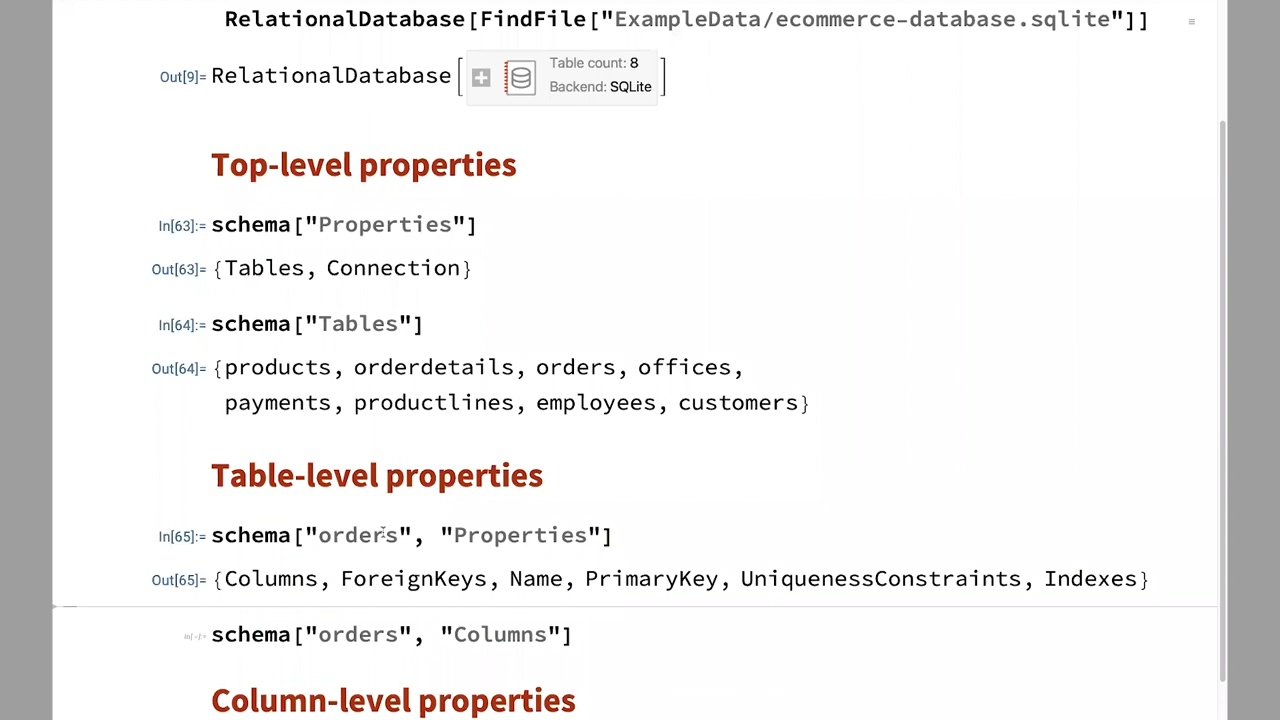 RelationalDatabase[FindFile["ExampleData/ecommerce-database.sqlite"]]
Out[9]= RelationalDatabase[ Table count: 8
Backend: SQLite ]
Top-level properties
In[63]:= schema["Properties"]
Out[63]= {Tables, Connection}
In[64]:= schema["Tables"]
Out[64]= {products, orderdetails, orders, offices,
payments, productlines, employees, customers}
Table-level properties
In[65]:= schema["orders", "Properties"]
Out[65]= {Columns, ForeignKeys, Name, PrimaryKey, UniquenessConstraints, Indexes}
In[-]:= schema["orders", "Columns"]
Column-level properties